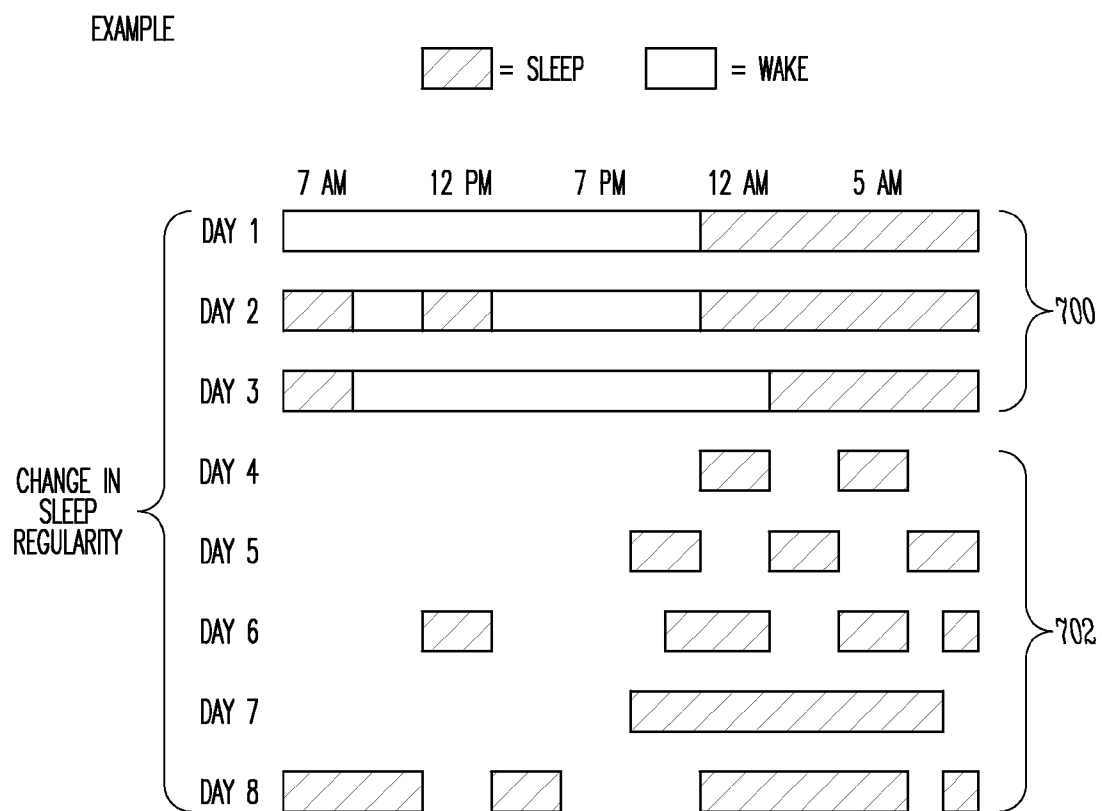 EXAMPLE
= SLEEP = WAKE
7 AM 12 PM 7 PM 12 AM 5 AM
DAY 1
DAY 2
700
DAY 3
DAY 4
CHANGE IN
SLEEP
REGULARITY
DAY 5
DAY 6
702
DAY 7
DAY 8